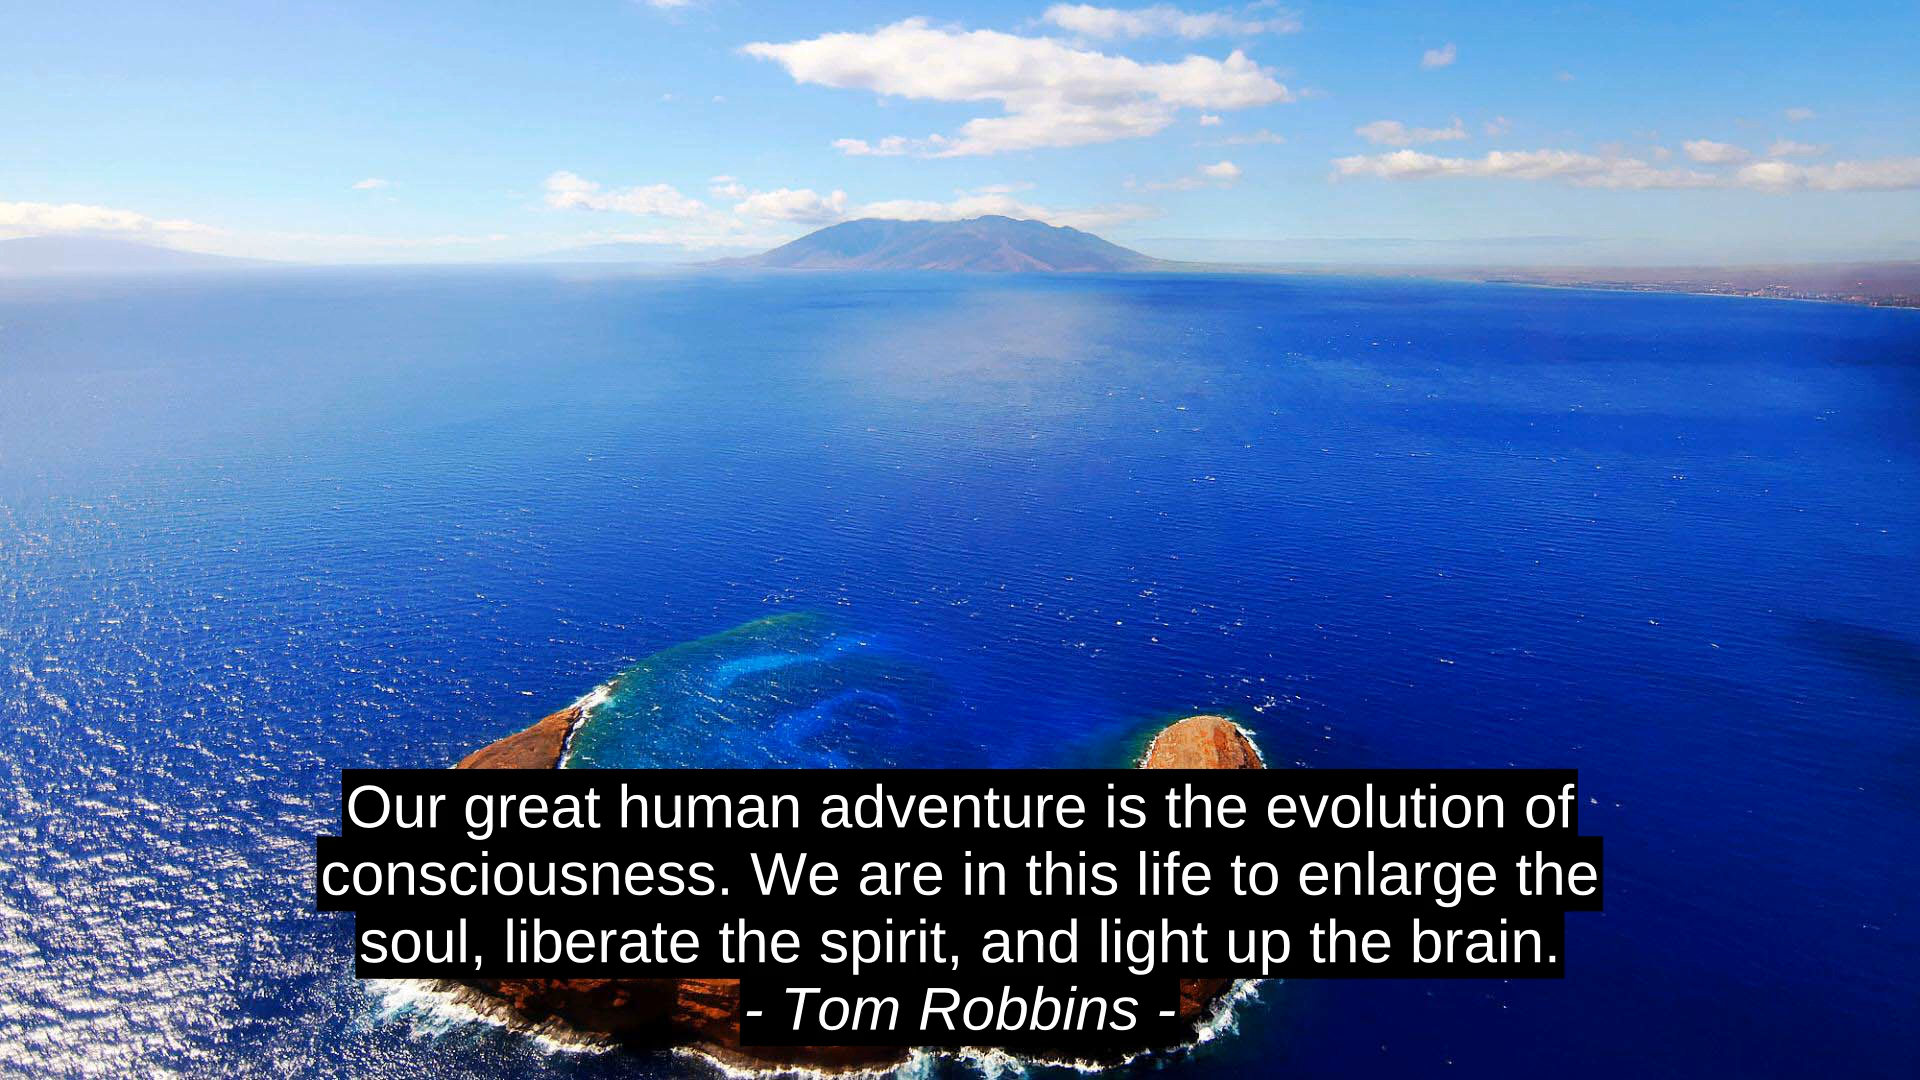 Our great human adventure is the evolution of
consciousness. We are in this life to enlarge the
soul, liberate the spirit, and light up the brain.
- Tom Robbins -